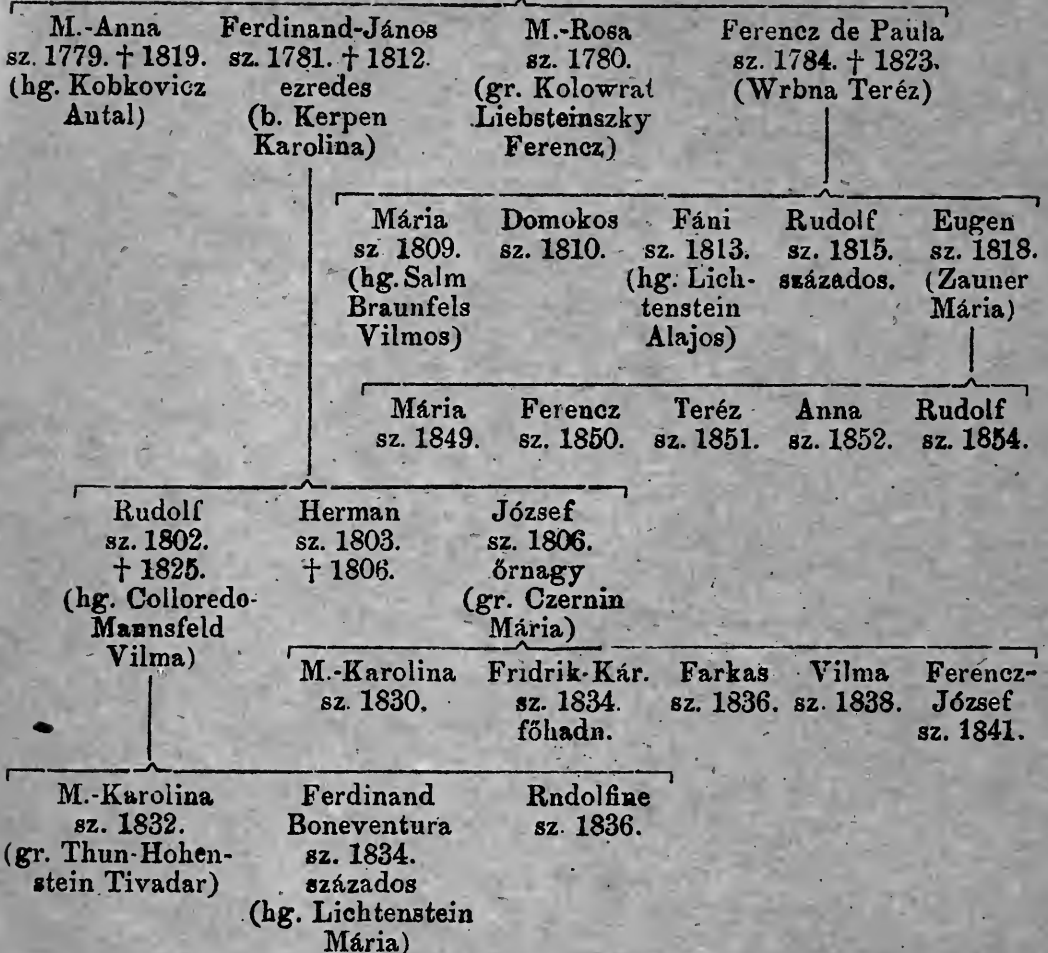 M.-Anna
sz. 1779. † 1819.
(hg. Kobkovicz
Autal)
Ferdinand-János
sz. 1781. † 1812.
ezredes
(b. Kerpen
Karolina)
M.-Rosa
sz. 1780.
(gr. Kolowrat
Liebsteinszky
Ferencz)
Ferencz de Paula
sz. 1784. † 1823.
(Wrbna Teréz)
Mária
sz 1809.
(hg. Salm
Braunfels
Vilmos)
Domokos
sz. 1810.
Fáni
sz. 1813.
(hg. Lich-
tenstein
Alajos)
Rudolf
sz. 1815.
százados.
Eugen
sz. 1818.
(Zauner
Mária)
Mária
sz. 1849.
Ferencz
sz. 1850.
Teréz
sz. 1851.
Anna
sz. 1852.
Rudolf
sz. 1854.
Rudolf
sz. 1802.
† 1825.
(hg. Colloredo-
Mannsfeld
Vilma)
Herman
sz. 1803.
† 1806.
József
sz. 1806.
őrnagy
(gr. Czernin
Mária)
M.-Karolina
sz. 1830.
Fridrik-Kár.
sz. 1834.
főhadn.
Farkas
sz. 1836.
Vilma
sz. 1838.
Ferencz-
József
sz. 1841.
M.-Karolina
sz. 1832.
(gr. Thun-Hohen-
stein Tivadar)
Ferdinand
Boneventura
sz. 1834.
százados
(hg. Lichtenstein
Mária)
Rndolfine
sz. 1836.